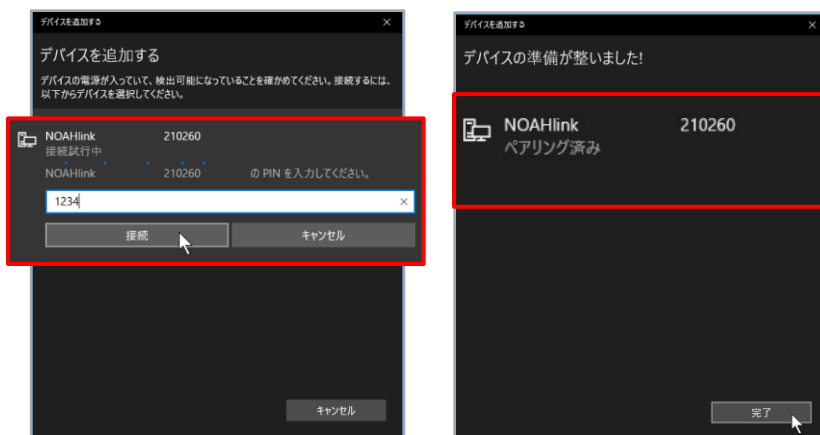 デバイスを追加する
デバイスを追加する
デバイスの電源が入っていて、検出可能になっていることを確かめてください。接続するには、
以下からデバイスを選択してください。
NOAHlink 210260
接続試行中
NOAHlink 210260 の PIN を入力してください。
1234
接続 キャンセル
キャンセル
デバイスを追加する
デバイスの準備が整いました!
NOAHlink 210260
ペアリング済み
完了